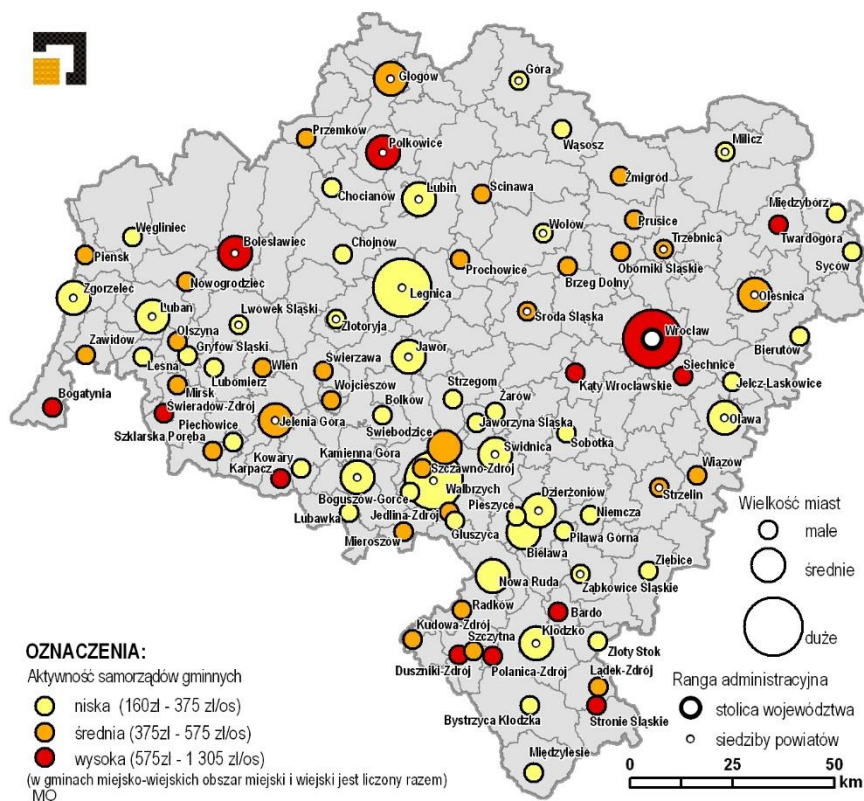 Głogów
Góra
Przemków
Polkowice
Wąsosz
Milicz
Chocianów
Lubin
Scinawa
Żmigród
Międzybórz
Węgliniec
Bolesławiec
Chojnów
Wołów
Prusice
Trzebnica
Twardogóra
Pieńsk
Prochowice
Oborniki Śląskie
Syców
Nowogrodziec
Brzeg Dolny
Zgorzelec
Legnica
Oleśnica
Lubań
Lwówek Śląski
Złotoryja
Środa Śląska
Wrocław
Olszyna
Zawidów
Gryfów Śląski
Jawor
Bierutów
Leśna
Wleń
Świerzawa
Siechnice
Lubomierz
Kąty Wrocławskie
Mirsk
Wojcieszów
Strzegom
Jelcz-Laskowice
Bogatynia
Żarów
Świeradów-Zdrój
Bolków
Jaworzyna Śląska
Oława
Piechowice
Jelenia Góra
Świebodzice
Sobótka
Szklarska Poręba
Kamienna Góra
Świdnica
Kowary
Szczawno-Zdrój
Wiązów
Karpacz
Wałbrzych
Strzelin
Boguszów-Gorce
Dzierżoniów
Wielkość miast
Lubawka
Jedlina-Zdrój
Pieszyce
Niemcza
małe
Głuszyca
Mieroszów
Piława Górna
Bielawa
średnie
Ziębice
Nowa Ruda
Ząbkowice Śląskie
Radków
Bardo
duże
Kudowa-Zdrój
Szczytna
Kłodzko
Złoty Stok
OZNACZENIA:
Aktywność samorządów gminnych
Duszniki-Zdrój
Polanica-Zdrój
Lądek-Zdrój
Ranga administracyjna
niska (160zł - 375 zł/os)
Bystrzyca Kłodzka
Stronie Śląskie
stolica województwa
średnia (375zł - 575 zł/os)
siedziby powiatów
wysoka (575zł - 1 305 zł/os)
Międzylesie
(w gminach miejsko-wiejskich obszar miejski i wiejski jest liczony razem)
MO
0 25 50
km